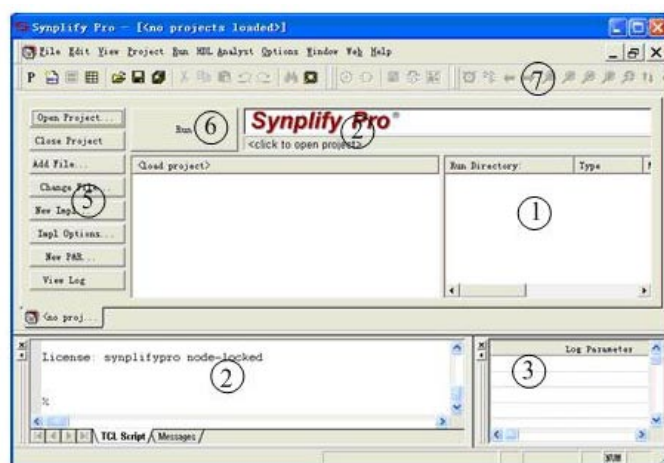 Synplify Pro - [<no projects loaded>]
File Edit View Project Run HDL Analyst Options Window Web Help
P
7
Open Project...
Run
6
Synplify Pro®
2
Close Project
<click to open project>
Add File...
<load project>
Run Directory:
Type
Change File...
5
New Impl...
1
Impl Options...
New PAR...
View Log
<no proj...
License: synplifypro node-locked
2
%
TCL Script
Messages
Log Parameter
3
NUM